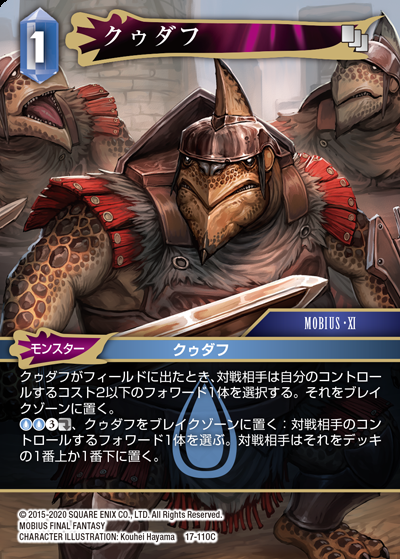 1
クゥダフ
MOBIUS・XI
モンスター
クゥダフ
クゥダフがフィールドに出たとき、対戦相手は自分のコントロー
ルするコスト2以下のフォワード1体を選択する。それをブレイ
クゾーンに置く。
3、クゥダフをブレイクゾーンに置く：対戦相手のコン
トロールするフォワード1体を選ぶ。対戦相手はそれをデッキ
の1番上か1番下に置く。
© 2015-2020 SQUARE ENIX CO., LTD. All Rights Reserved.
MOBIUS FINAL FANTASY
CHARACTER ILLUSTRATION: Kouhei Hayama 17-110C